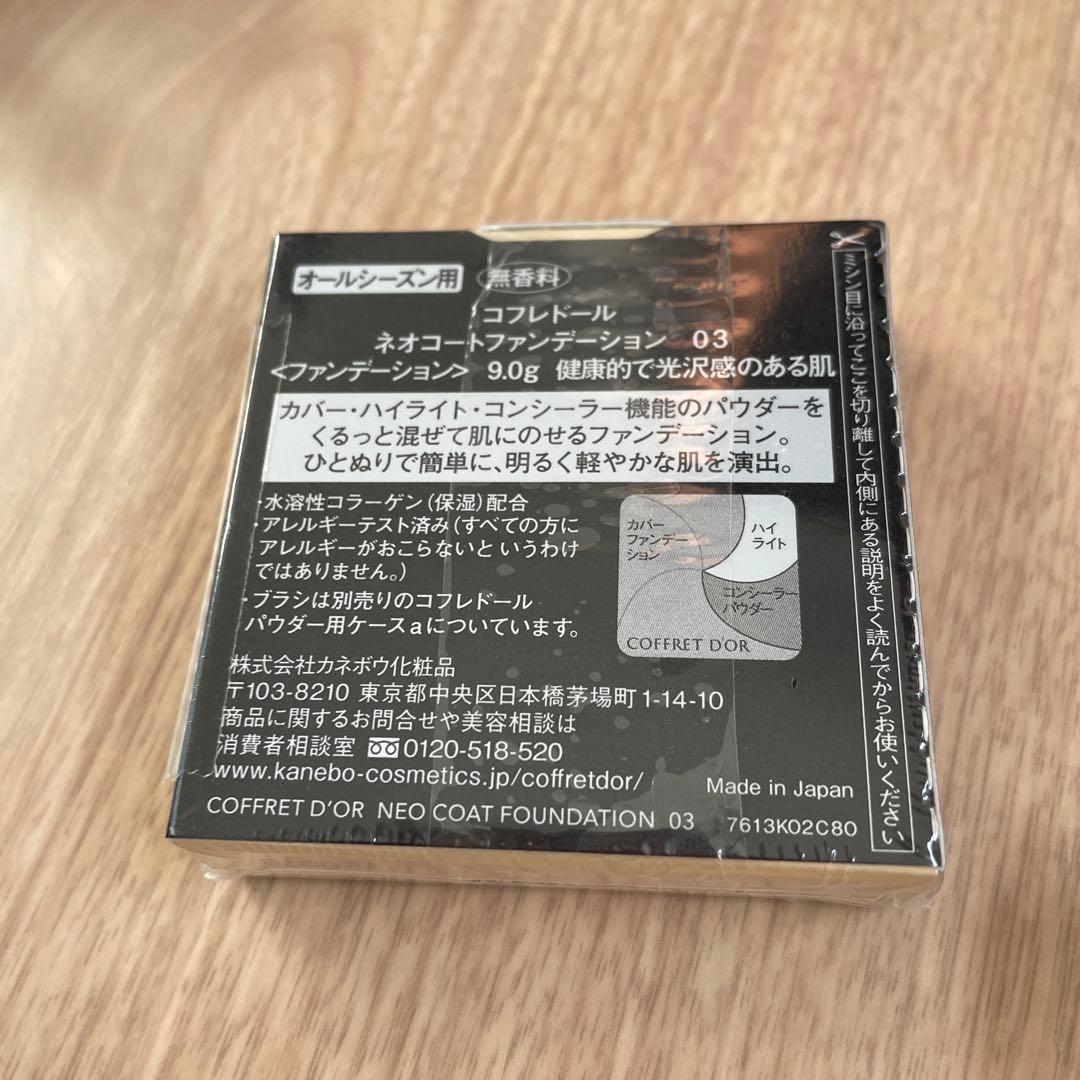 オールシーズン用 無香料
コフレドール
ネオコートファンデーション 03
<ファンデーション> 9.0g 健康的で光沢感のある肌
カバー・ハイライト・コンシーラー機能のパウダーを
くるっと混ぜて肌にのせるファンデーション。
ひとぬりで簡単に、明るく軽やかな肌を演出。
・水溶性コラーゲン(保湿)配合
・アレルギーテスト済み(すべての方に
アレルギーがおこらないと いうわけ
ではありません。)
・ブラシは別売りのコフレドール
パウダー用ケースaについています。
カバー
ファンデー
ション
ハイ
ライト
コンシーラー
パウダー
COFFRET D'OR
株式会社カネボウ化粧品
〒103-8210 東京都中央区日本橋茅場町1-14-10
商品に関するお問合せや美容相談は
消費者相談室 0120-518-520
www.kanebo-cosmetics.jp/coffretdor/
Made in Japan
COFFRET D'OR NEO COAT FOUNDATION 03 7613K02C80
ミシン目に沿ってここを切り離して内側にある説明をよく読んでからお使いください